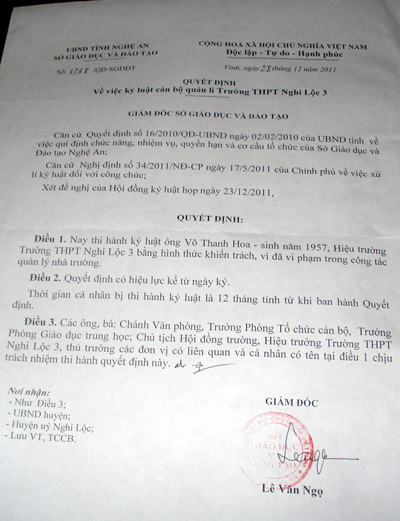 UBND TỈNH NGHỆ AN
SỞ GIÁO DỤC VÀ ĐÀO TẠO
CỘNG HOÀ XÃ HỘI CHỦ NGHĨA VIỆT NAM
Độc lập - Tự do - Hạnh phúc
Số: 1768 /QĐ-SGDĐT
Vinh, ngày 28 tháng 12 năm 2011
QUYẾT ĐỊNH
Về việc kỷ luật cán bộ quản lí Trường THPT Nghi Lộc 3
GIÁM ĐỐC SỞ GIÁO DỤC VÀ ĐÀO TẠO
Căn cứ Quyết định số 16/2010/QĐ-UBND ngày 02/02/2010 của UBND tỉnh về
việc qui định chức năng, nhiệm vụ, quyền hạn và cơ cấu tổ chức của Sở Giáo dục và
Đào tạo Nghệ An;
Căn cứ Nghị định số 34/2011/NĐ-CP ngày 17/5/2011 của Chính phủ về việc xử
lí kỷ luật đối với công chức;
Xét đề nghị của Hội đồng kỷ luật họp ngày 23/12/2011,
QUYẾT ĐỊNH:
Điều 1. Nay thi hành kỷ luật ông Võ Thanh Hoa - sinh năm 1957, Hiệu trưởng
Trường THPT Nghi Lộc 3 bằng hình thức khiển trách, vì đã vi phạm trong công tác
quản lý nhà trường.
Điều 2. Quyết định có hiệu lực kể từ ngày ký.
Thời gian cá nhân bị thi hành kỷ luật là 12 tháng tính từ khi ban hành Quyết
định.
Điều 3. Các ông, bà: Chánh Văn phòng, Trưởng Phòng Tổ chức cán bộ, Trưởng
Phòng Giáo dục trung học; Chủ tịch Hội đồng trường, Hiệu trưởng Trường THPT
Nghi Lộc 3, thủ trưởng các đơn vị có liên quan và cá nhân có tên tại điều 1 chịu
trách nhiệm thi hành quyết định này.
Nơi nhận:
- Như Điều 3;
- UBND huyện;
- Huyện uỷ Nghi Lộc;
- Lưu VT, TCCB.
GIÁM ĐỐC
SỞ
GIÁO DỤC
VÀ
ĐÀO TẠO
Lê Văn Ngọ